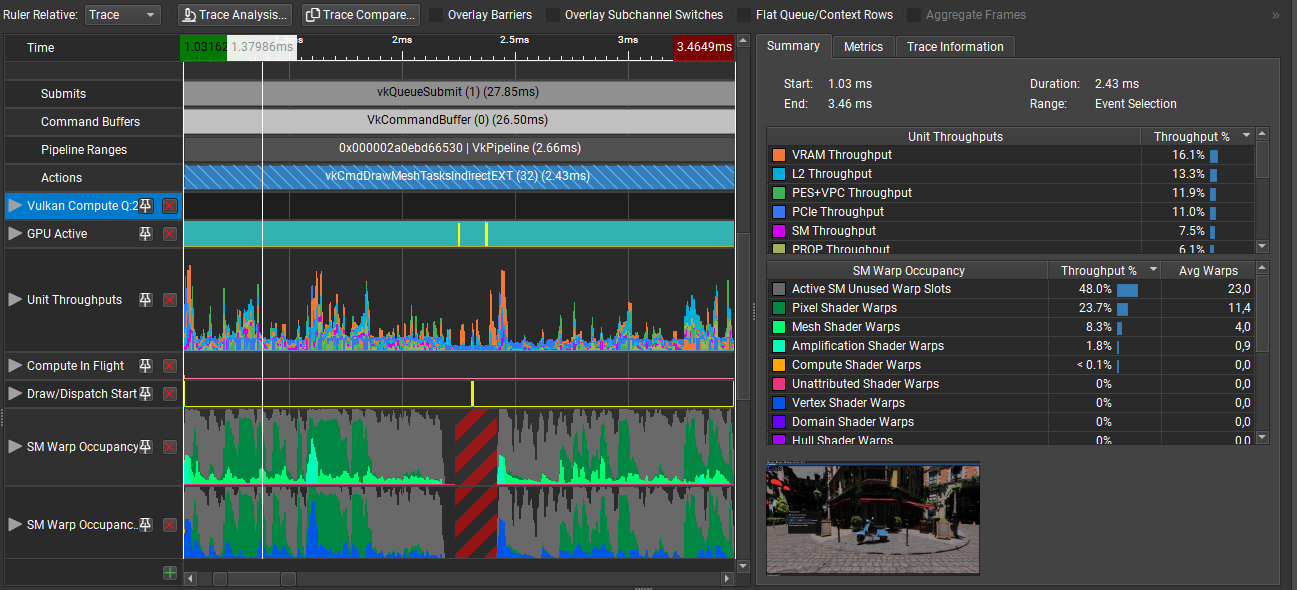 Ruler Relative: Trace Trace Analysis... Trace Compare... Overlay Barriers Overlay Subchannel Switches Flat Queue/Context Rows Aggregate Frames »
Time 1.03162 1.37986ms 2ms 2.5ms 3ms 3.4649ms
Submits vkQueueSubmit (1) (27.85ms)
Command Buffers VkCommandBuffer (0) (26.50ms)
Pipeline Ranges 0x000002a0ebd66530 | VkPipeline (2.66ms)
Actions vkCmdDrawMeshTasksIndirectEXT (32) (2.43ms)
Vulkan Compute Q:2
GPU Active
Unit Throughputs
Compute In Flight
Draw/Dispatch Start
SM Warp Occupancy
SM Warp Occupanc..
Summary Metrics Trace Information
Start: 1.03 ms Duration: 2.43 ms
End: 3.46 ms Range: Event Selection
Unit Throughputs Throughput %
VRAM Throughput 16.1%
L2 Throughput 13.3%
PES+VPC Throughput 11.9%
PCIe Throughput 11.0%
SM Throughput 7.5%
PROP Throughput 6.1%
SM Warp Occupancy Throughput % Avg Warps
Active SM Unused Warp Slots 48.0% 23,0
Pixel Shader Warps 23.7% 11,4
Mesh Shader Warps 8.3% 4,0
Amplification Shader Warps 1.8% 0,9
Compute Shader Warps < 0.1% 0,0
Unattributed Shader Warps 0% 0,0
Vertex Shader Warps 0% 0,0
Domain Shader Warps 0% 0,0
Hull Shader Warps 0% 0,0